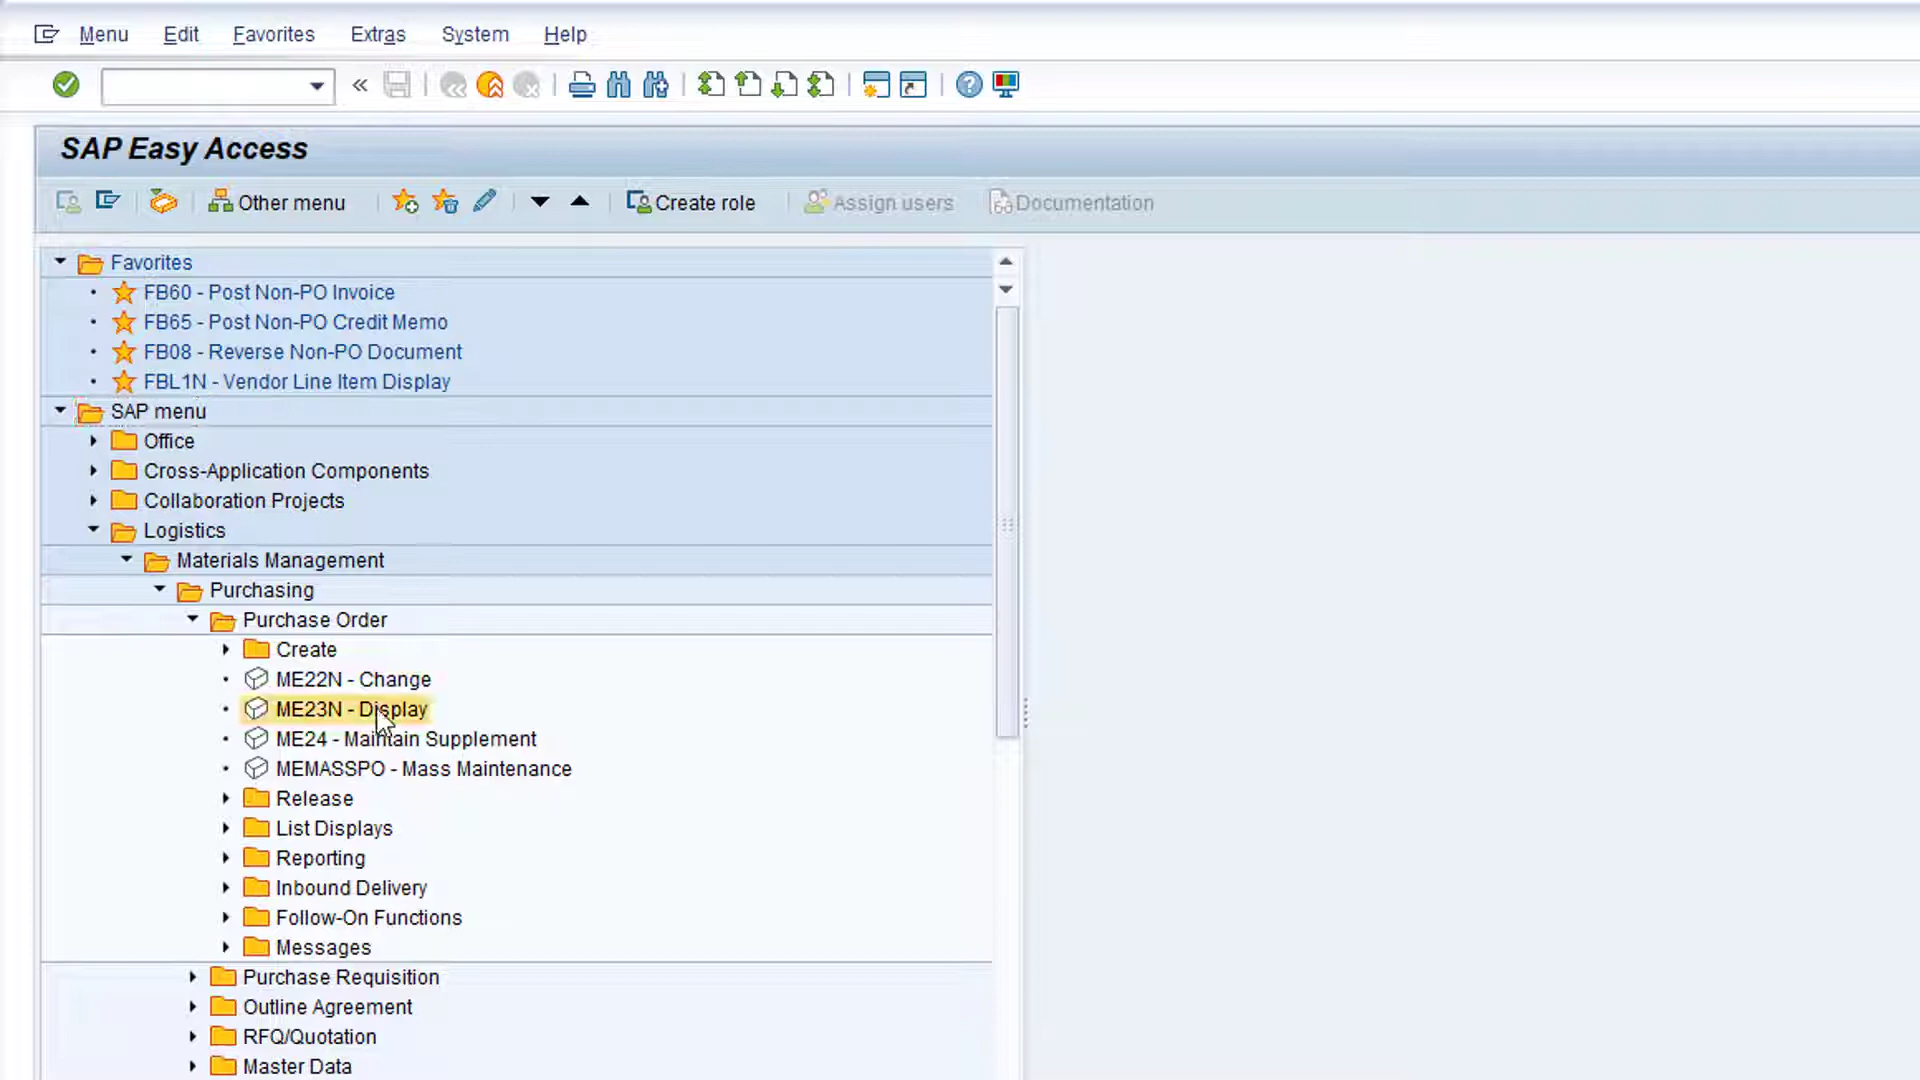 Menu Edit Favorites Extras System Help
SAP Easy Access
Other menu Create role Assign users Documentation
Favorites
FB60 - Post Non-PO Invoice
FB65 - Post Non-PO Credit Memo
FB08 - Reverse Non-PO Document
FBL1N - Vendor Line Item Display
SAP menu
Office
Cross-Application Components
Collaboration Projects
Logistics
Materials Management
Purchasing
Purchase Order
Create
ME22N - Change
ME23N - Display
ME24 - Maintain Supplement
MEMASSPO - Mass Maintenance
Release
List Displays
Reporting
Inbound Delivery
Follow-On Functions
Messages
Purchase Requisition
Outline Agreement
RFQ/Quotation
Master Data